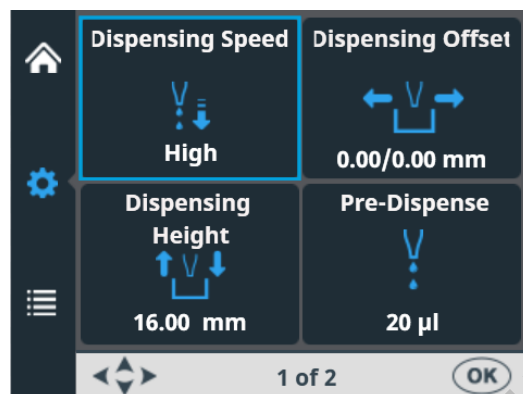 Dispensing Speed
High
Dispensing Offset
0.00/0.00 mm
Dispensing
Height
16.00 mm
Pre-Dispense
20 µl
1 of 2
OK